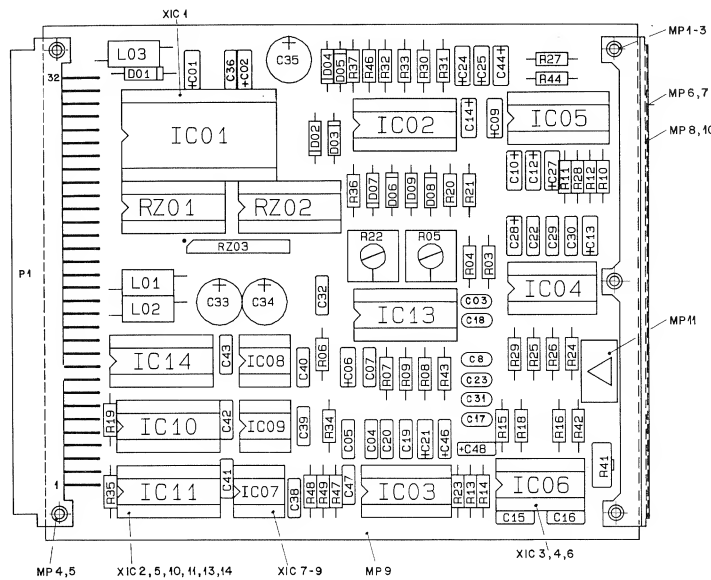 XIC 1
MP1-3
L03
D01
C01
C36
+C02
C35
D04
D05
R37
R46
R32
R33
R30
R31
+C24
+C25
C44+
R27
R44
32
MP6,7
IC01
D02
D03
IC02
C14+
+C09
IC05
MP8,10
C10+
C12+
+C27
R11
R28
R12
R10
RZ01
RZ02
R36
D07
D06
D09
D08
R20
R21
RZ03
R22
R05
R04
R03
C28+
C22
C29
C30
+C13
P1
L01
L02
C33
C34
C32
IC13
C03
C18
IC04
MP11
IC14
C43
IC08
C40
R06
+C06
C07
R07
R09
R08
R43
C8
C23
C31
C17
R29
R25
R26
R24
R19
IC10
C42
IC09
C39
R34
C05
C04
C20
C19
+C21
+C46
+C48
R15
R18
R16
R42
R41
1
R35
IC11
C41
IC07
C38
R48
R49
R47
C47
IC03
R23
R13
R14
IC06
C15
C16
MP4,5
XIC2,5,10,11,13,14
XIC 7-9
MP9
XIC 3,4,6